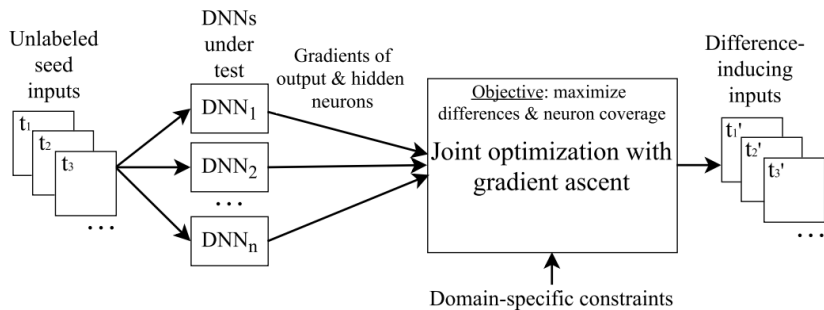 Unlabeled
seed
inputs
t1
t2
t3
...
DNNs
under
test
DNN1
DNN2
...
DNNn
Gradients of
output & hidden
neurons
Objective: maximize
differences & neuron coverage
Joint optimization with
gradient ascent
Domain-specific constraints
Difference-
inducing
inputs
t1'
t2'
t3'
...